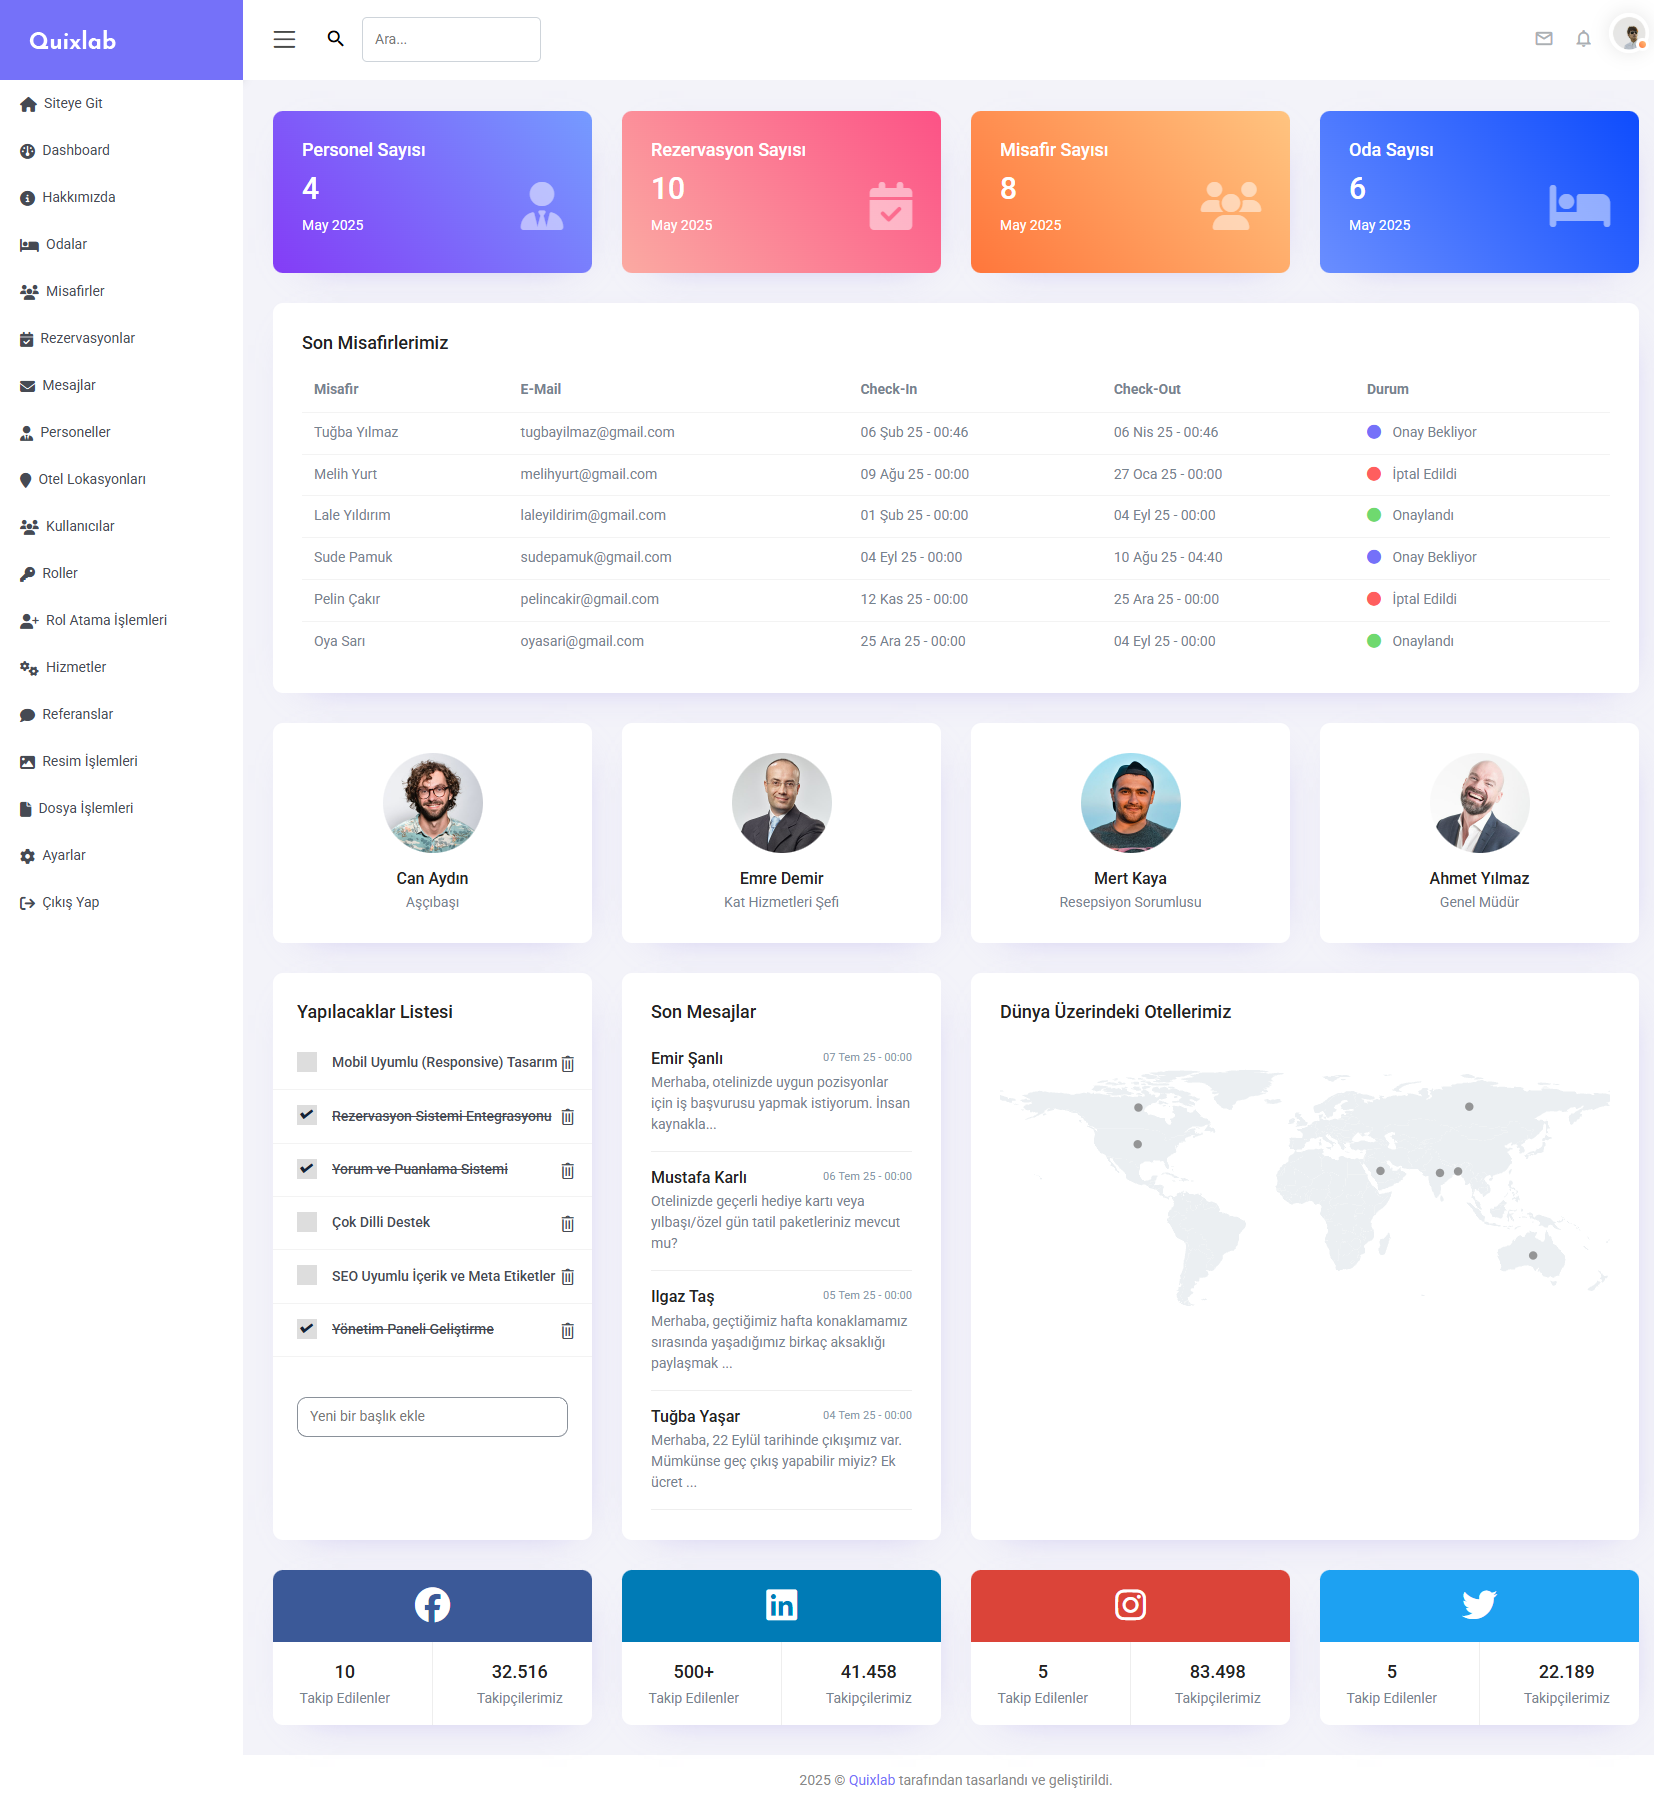 Quixlab
Ara...
Siteye Git
Dashboard
Hakkımızda
Odalar
Misafirler
Rezervasyonlar
Mesajlar
Personeller
Otel Lokasyonları
Kullanıcılar
Roller
Rol Atama İşlemleri
Hizmetler
Referanslar
Resim İşlemleri
Dosya İşlemleri
Ayarlar
Çıkış Yap
Personel Sayısı
4
May 2025
Rezervasyon Sayısı
10
May 2025
Misafir Sayısı
8
May 2025
Oda Sayısı
6
May 2025
Son Misafirlerimiz
Misafir E-Mail Check-In Check-Out Durum
Tuğba Yılmaz tugbayilmaz@gmail.com 06 Şub 25 - 00:46 06 Nis 25 - 00:46 Onay Bekliyor
Melih Yurt melihyurt@gmail.com 09 Ağu 25 - 00:00 27 Oca 25 - 00:00 İptal Edildi
Lale Yıldırım laleyildirim@gmail.com 01 Şub 25 - 00:00 04 Eyl 25 - 00:00 Onaylandı
Sude Pamuk sudepamuk@gmail.com 04 Eyl 25 - 00:00 10 Ağu 25 - 04:40 Onay Bekliyor
Pelin Çakır pelincakir@gmail.com 12 Kas 25 - 00:00 25 Ara 25 - 00:00 İptal Edildi
Oya Sarı oyasari@gmail.com 25 Ara 25 - 00:00 04 Eyl 25 - 00:00 Onaylandı
Can Aydın
Aşçıbaşı
Emre Demir
Kat Hizmetleri Şefi
Mert Kaya
Resepsiyon Sorumlusu
Ahmet Yılmaz
Genel Müdür
Yapılacaklar Listesi
Mobil Uyumlu (Responsive) Tasarım
Rezervasyon Sistemi Entegrasyonu
Yorum ve Puanlama Sistemi
Çok Dilli Destek
SEO Uyumlu İçerik ve Meta Etiketler
Yönetim Paneli Geliştirme
Yeni bir başlık ekle
Son Mesajlar
Emir Şanlı 07 Tem 25 - 00:00
Merhaba, otelinizde uygun pozisyonlar
için iş başvurusu yapmak istiyorum. İnsan
kaynakla...
Mustafa Karlı 06 Tem 25 - 00:00
Otelinizde geçerli hediye kartı veya
yılbaşı/özel gün tatil paketleriniz mevcut
mu?
Ilgaz Taş 05 Tem 25 - 00:00
Merhaba, geçtiğimiz hafta konaklamamız
sırasında yaşadığımız birkaç aksaklığı
paylaşmak ...
Tuğba Yaşar 04 Tem 25 - 00:00
Merhaba, 22 Eylül tarihinde çıkışımız var.
Mümkünse geç çıkış yapabilir miyiz? Ek
ücret ...
Dünya Üzerindeki Otellerimiz
10 32.516
Takip Edilenler Takipçilerimiz
500+ 41.458
Takip Edilenler Takipçilerimiz
5 83.498
Takip Edilenler Takipçilerimiz
5 22.189
Takip Edilenler Takipçilerimiz
2025 © Quixlab tarafından tasarlandı ve geliştirildi.